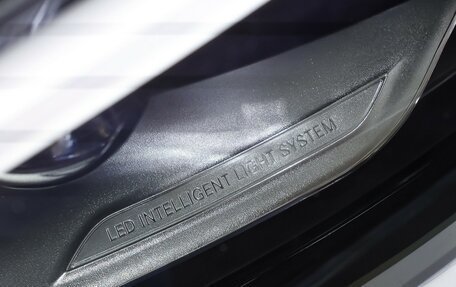 LED INTELLIGENT LIGHT SYSTEM